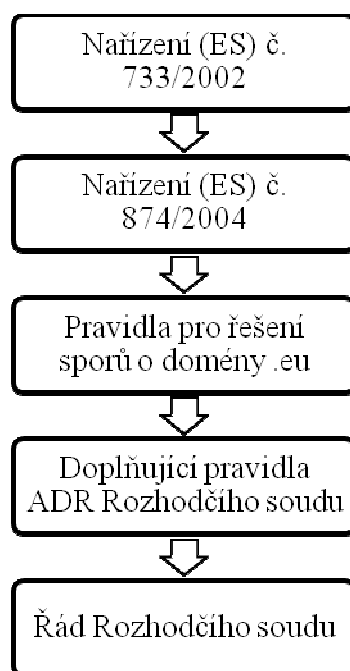 Nařízení (ES) č.
733/2002
Nařízení (ES) č.
874/2004
Pravidla pro řešení
sporů o domény .eu
Doplňující pravidla
ADR Rozhodčího soudu
Řád Rozhodčího soudu